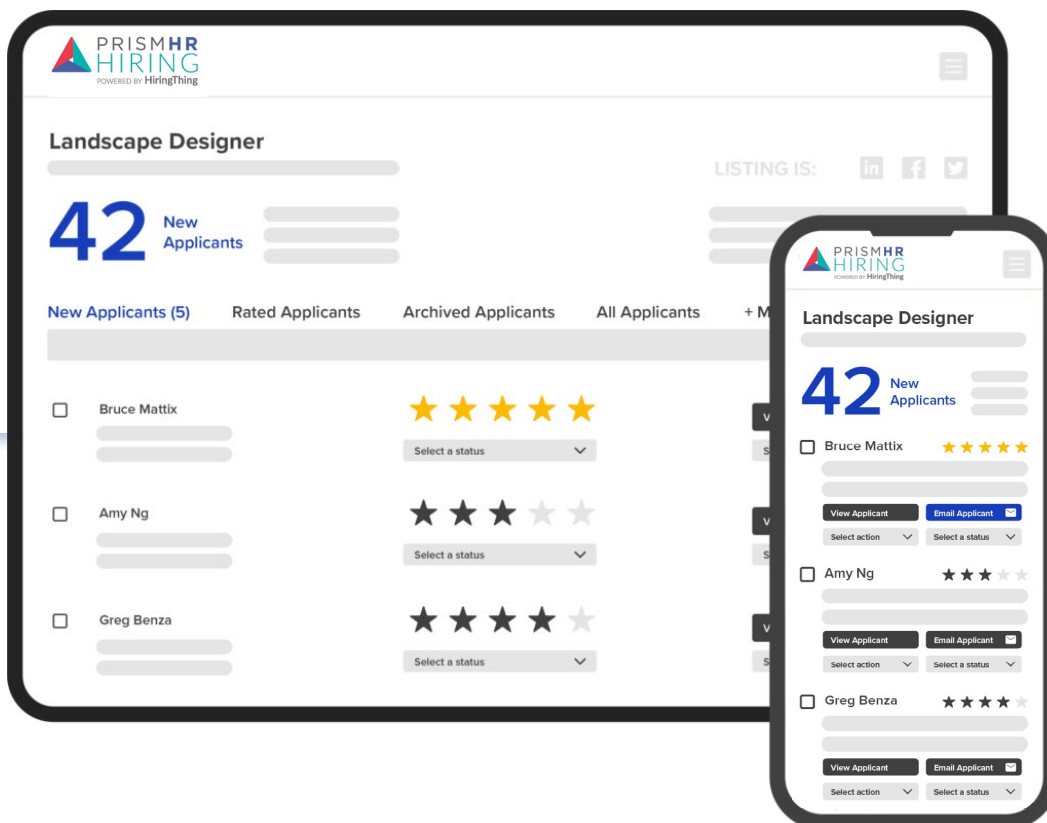 PRISMHR
HIRING
POWERED BY HiringThing
Landscape Designer
LISTING IS:
42 New Applicants
New Applicants (5) Rated Applicants Archived Applicants All Applicants + M
Bruce Mattix
Select a status
Amy Ng
Select a status
Greg Benza
Select a status
V
S
V
S
V
S
PRISMHR
HIRING
POWERED BY HiringThing
Landscape Designer
42 New Applicants
Bruce Mattix
View Applicant Email Applicant
Select action Select a status
Amy Ng
View Applicant Email Applicant
Select action Select a status
Greg Benza
View Applicant Email Applicant
Select action Select a status